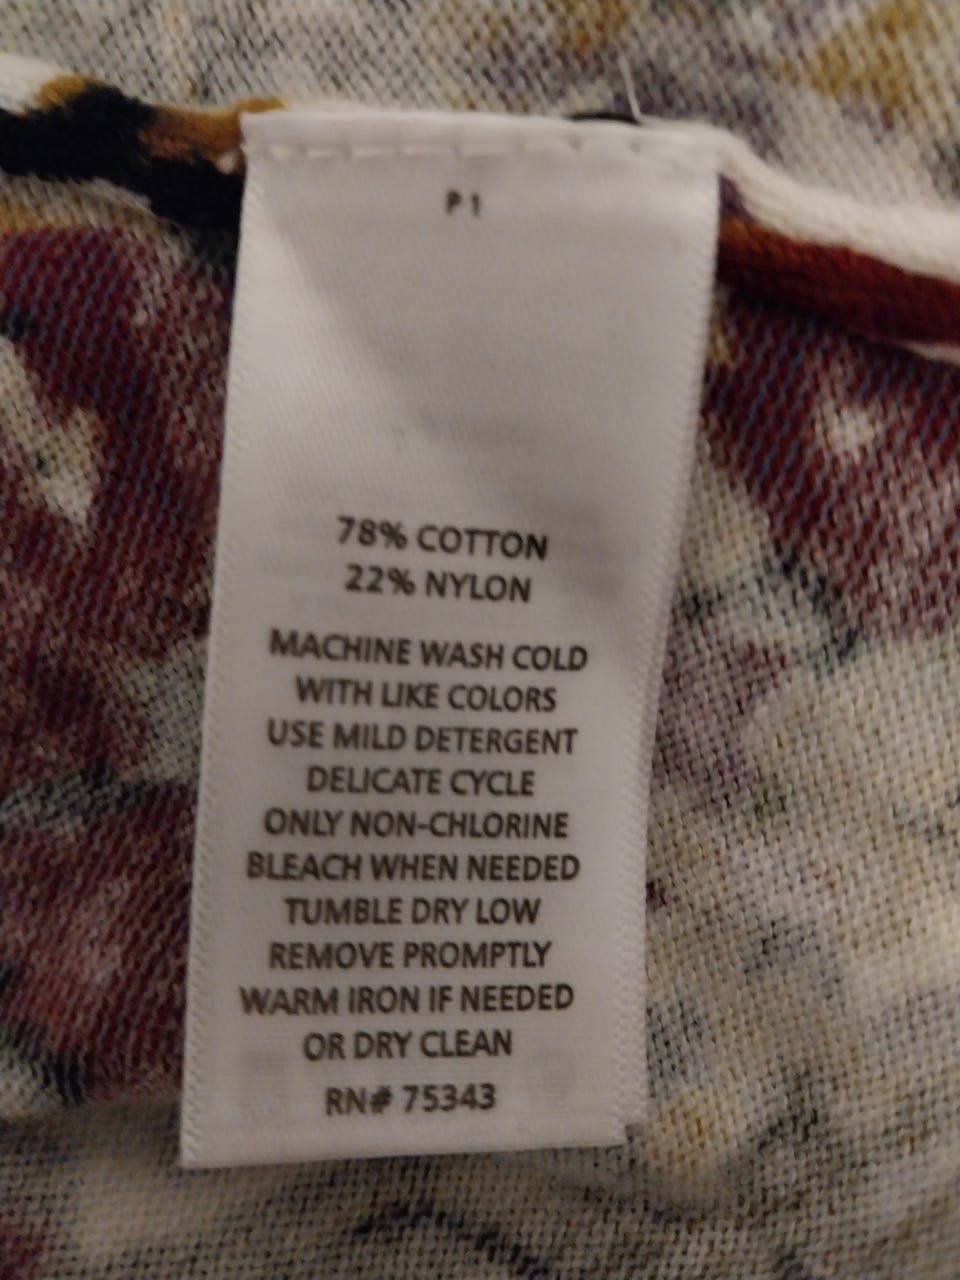 P 1
78% COTTON
22% NYLON
MACHINE WASH COLD
WITH LIKE COLORS
USE MILD DETERGENT
DELICATE CYCLE
ONLY NON-CHLORINE
BLEACH WHEN NEEDED
TUMBLE DRY LOW
REMOVE PROMPTLY
WARM IRON IF NEEDED
OR DRY CLEAN
RN# 75343